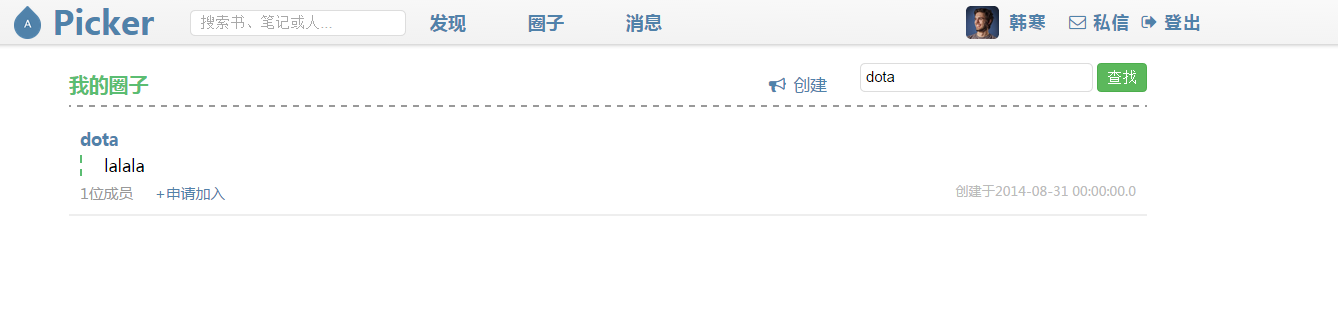 A Picker 搜索书、笔记或人... 发现 圈子 消息 韩寒 私信 登出
我的圈子 创建 dota 查找
dota
lalala
1位成员 +申请加入 创建于2014-08-31 00:00:00.0